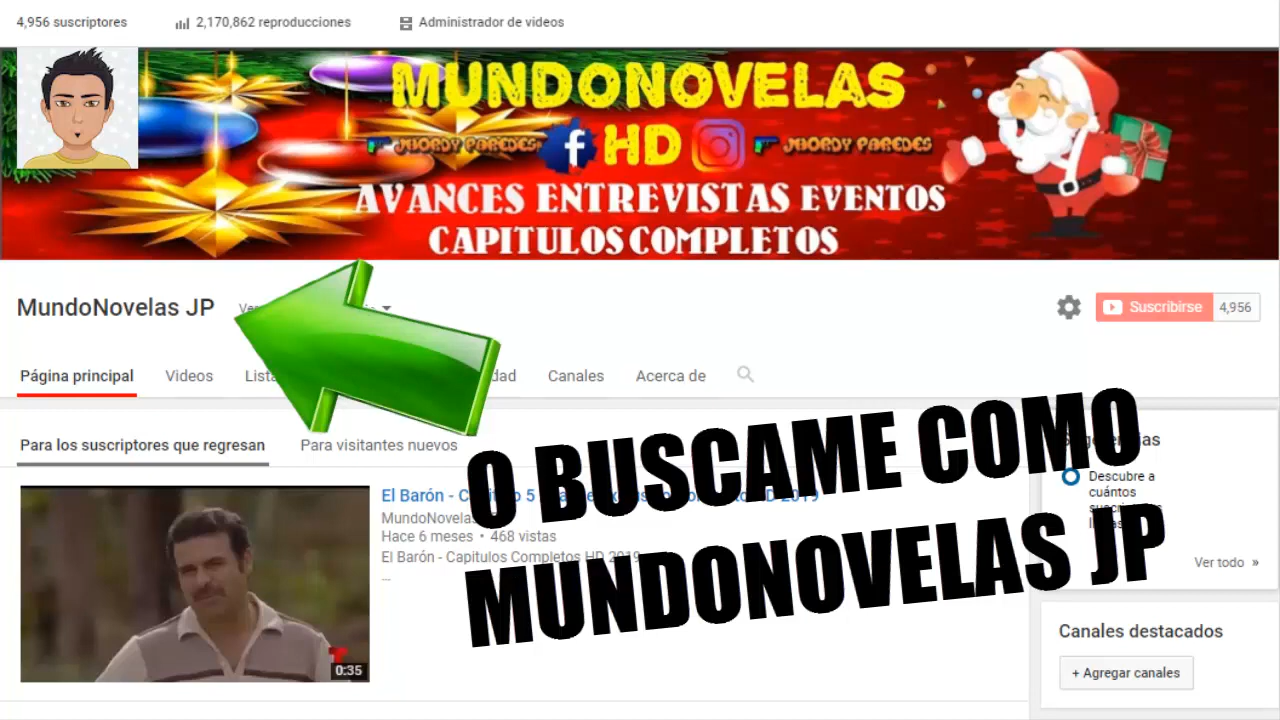 4,956 suscriptores 2,170,862 reproducciones Administrador de videos
MUNDONOVELAS
JHORDY PAREDES f HD JHORDY PAREDES
AVANCES ENTREVISTAS EVENTOS
CAPITULOS COMPLETOS
MundoNovelas JP
Suscribirse 4,956
Página principal Videos Canales Acerca de
Para los suscriptores que regresan Para visitantes nuevos
O BUSCAME COMO
MUNDONOVELAS JP
El Barón - 5 2019
MundoNovelas
Hace 6 meses • 468 vistas
El Barón - Capitulos Completos HD 2019
...
0:35
Descubre a
cuántos
Ver todo »
Canales destacados
+ Agregar canales